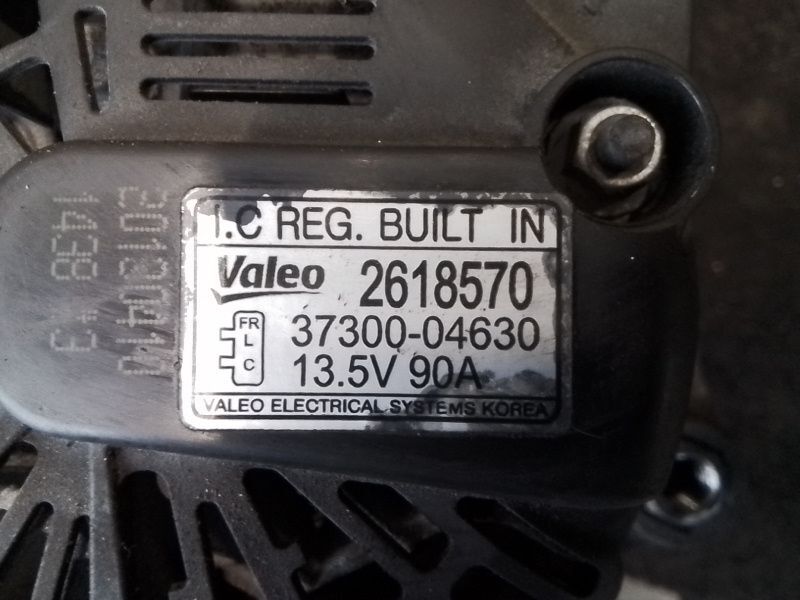 I.C REG. BUILT IN
Valeo 2618570
FR
L
C
37300-04630
13.5V 90A
VALEO ELECTRICAL SYSTEMS KOREA